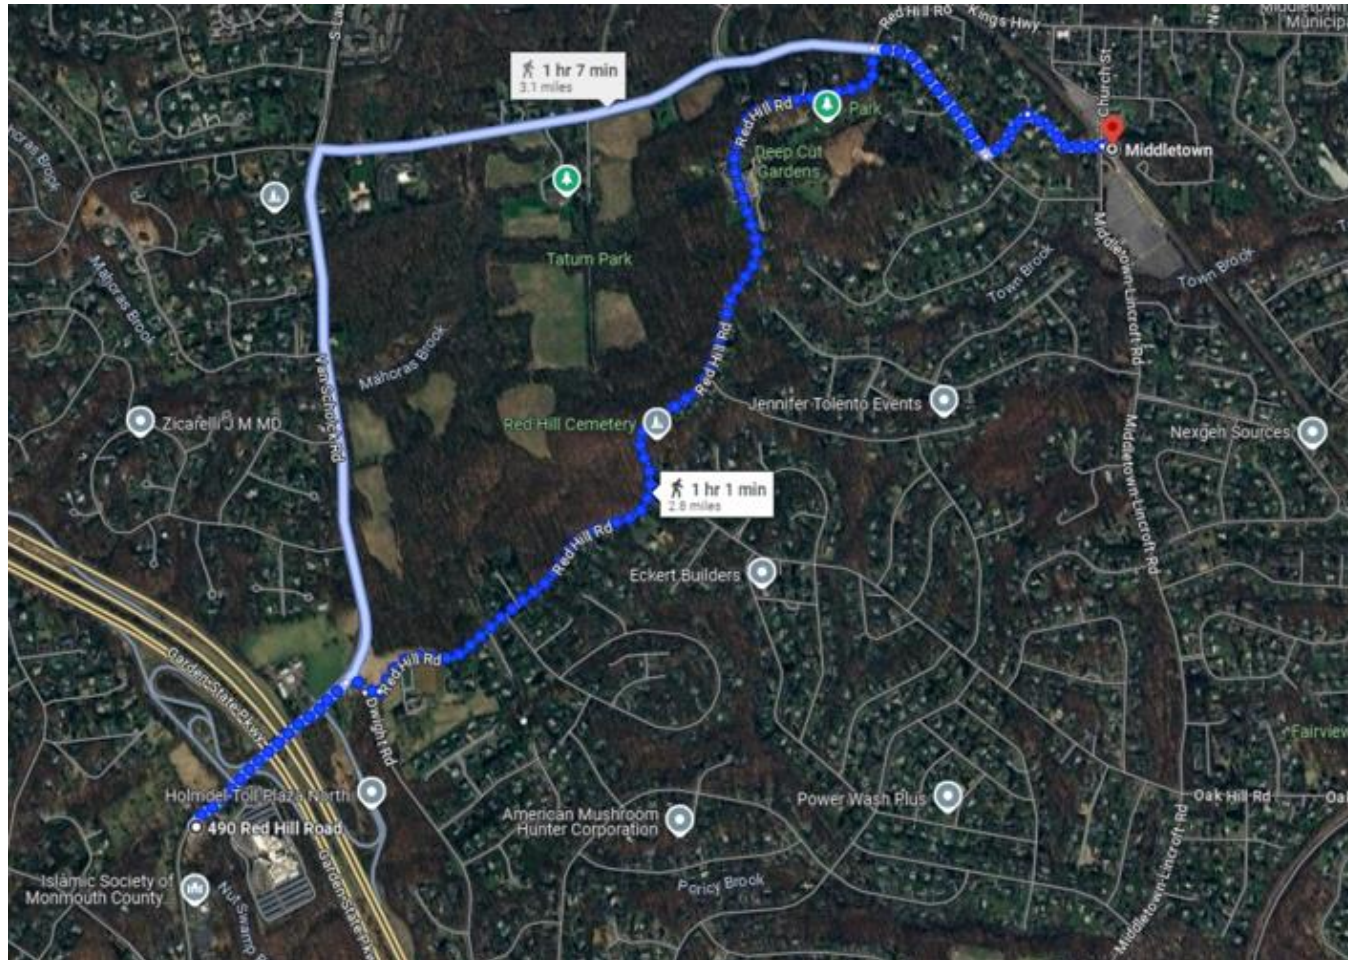 Red Hill Rd
Kings Hwy
Middletown
Municipa
1 hr 7 min
3.1 miles
Church St
Red Hill Rd
Park
Deep Cut
Gardens
Middletown
Mahoras Brook
Tatum Park
Town Brook
Town Brook
Middletown-Lincroft Rd
Mahoras Brook
Van Schoick Rd
Red Hill Rd
Zicarelli J M MD
Red Hill Cemetery
Jennifer Tolento Events
Nexgen Sources
Middletown Lincroft Rd
1 hr 1 min
2.8 miles
Red Hill Rd
Eckert Builders
Garden State Pkwy
Red Hill Rd
Dwight Rd
Fairview
Holmdel Toll Plaza North
490 Red Hill Road
American Mushroom
Hunter Corporation
Power Wash Plus
Oak Hill Rd
Islamic Society of
Monmouth County...
Nut Swamp
Garden State Pkwy
Poricy Brook
Middletown-Lincroft Rd